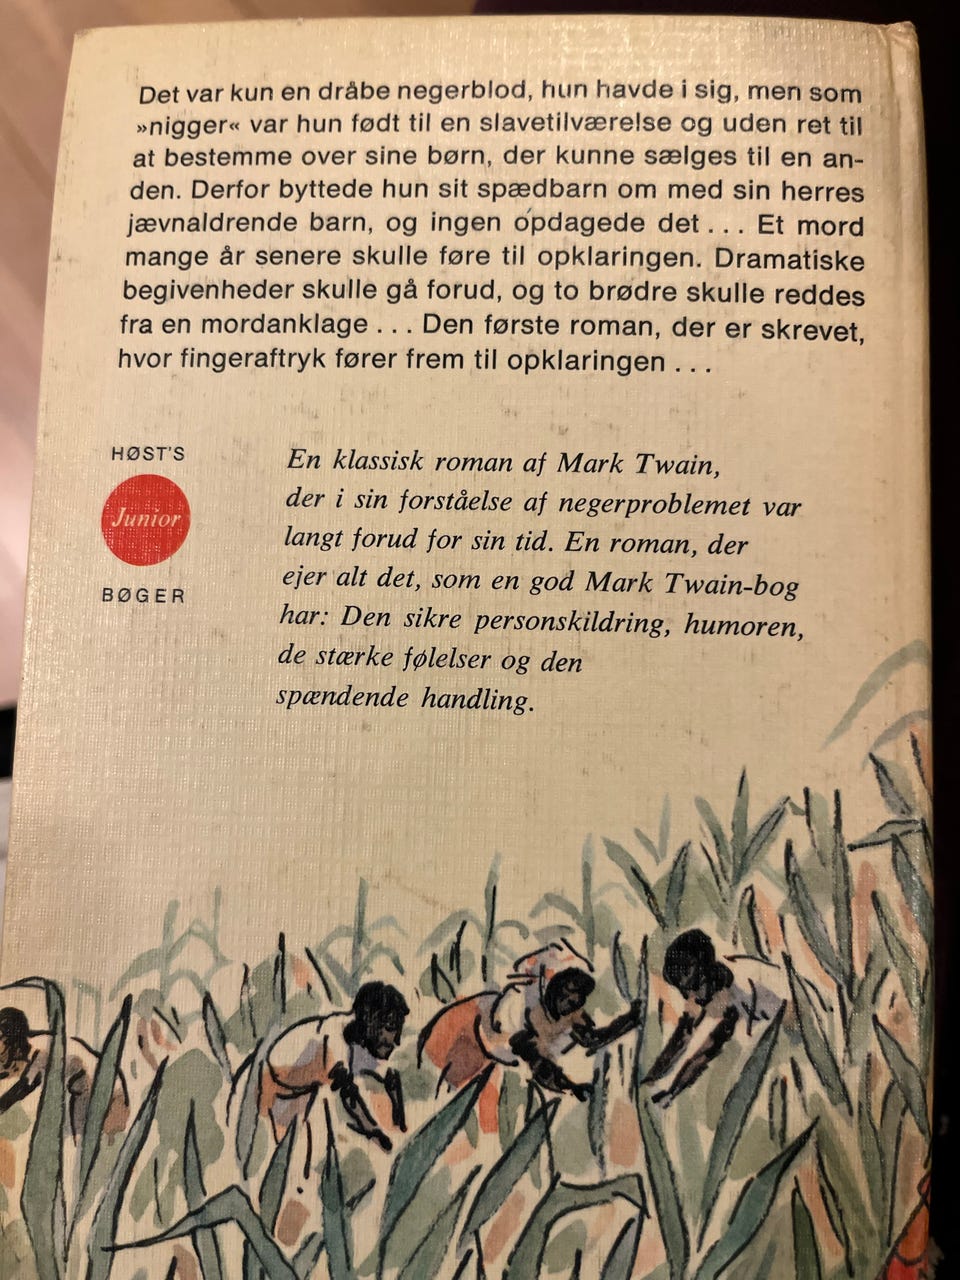 Det var kun en dråbe negerblod, hun havde i sig, men som
»nigger« var hun født til en slavetilværelse og uden ret til
at bestemme over sine børn, der kunne sælges til en an-
den. Derfor byttede hun sit spædbarn om med sin herres
jævnaldrende barn, og ingen opdagede det . . . Et mord
mange år senere skulle føre til opklaringen. Dramatiske
begivenheder skulle gå forud, og to brødre skulle reddes
fra en mordanklage . . . Den første roman, der er skrevet,
hvor fingeraftryk fører frem til opklaringen . . .
HØST'S
Junior
BØGER
En klassisk roman af Mark Twain,
der i sin forståelse af negerproblemet var
langt forud for sin tid. En roman, der
ejer alt det, som en god Mark Twain-bog
har: Den sikre personskildring, humoren,
de stærke følelser og den
spændende handling.